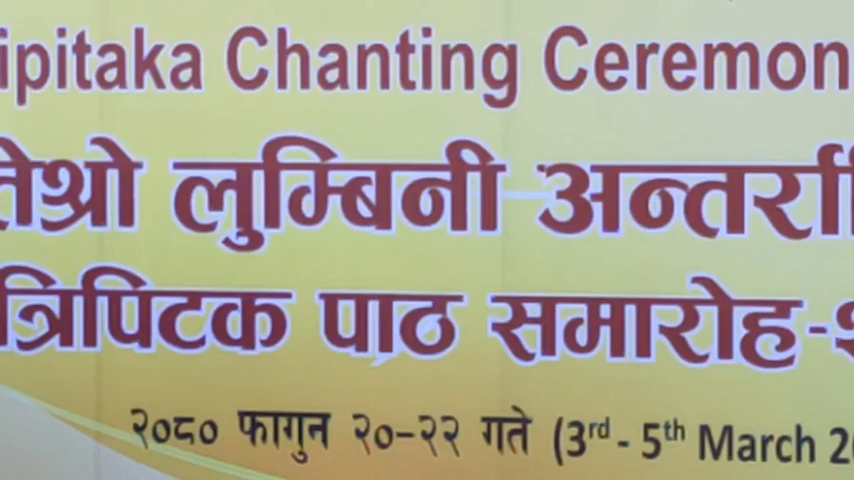 ipitaka Chanting Ceremon
तेश्रो लुम्बिनी अन्तर्रा
त्रिपिटक पाठ समारोह-
२०८० फागुन २०-२२ गते (3rd - 5th March 2